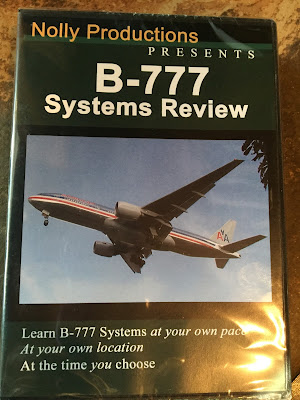 Nolly Productions
PRESENTS
B-777
Systems Review
AA
Learn B-777 Systems at your own pace
At your own location
At the time you choose